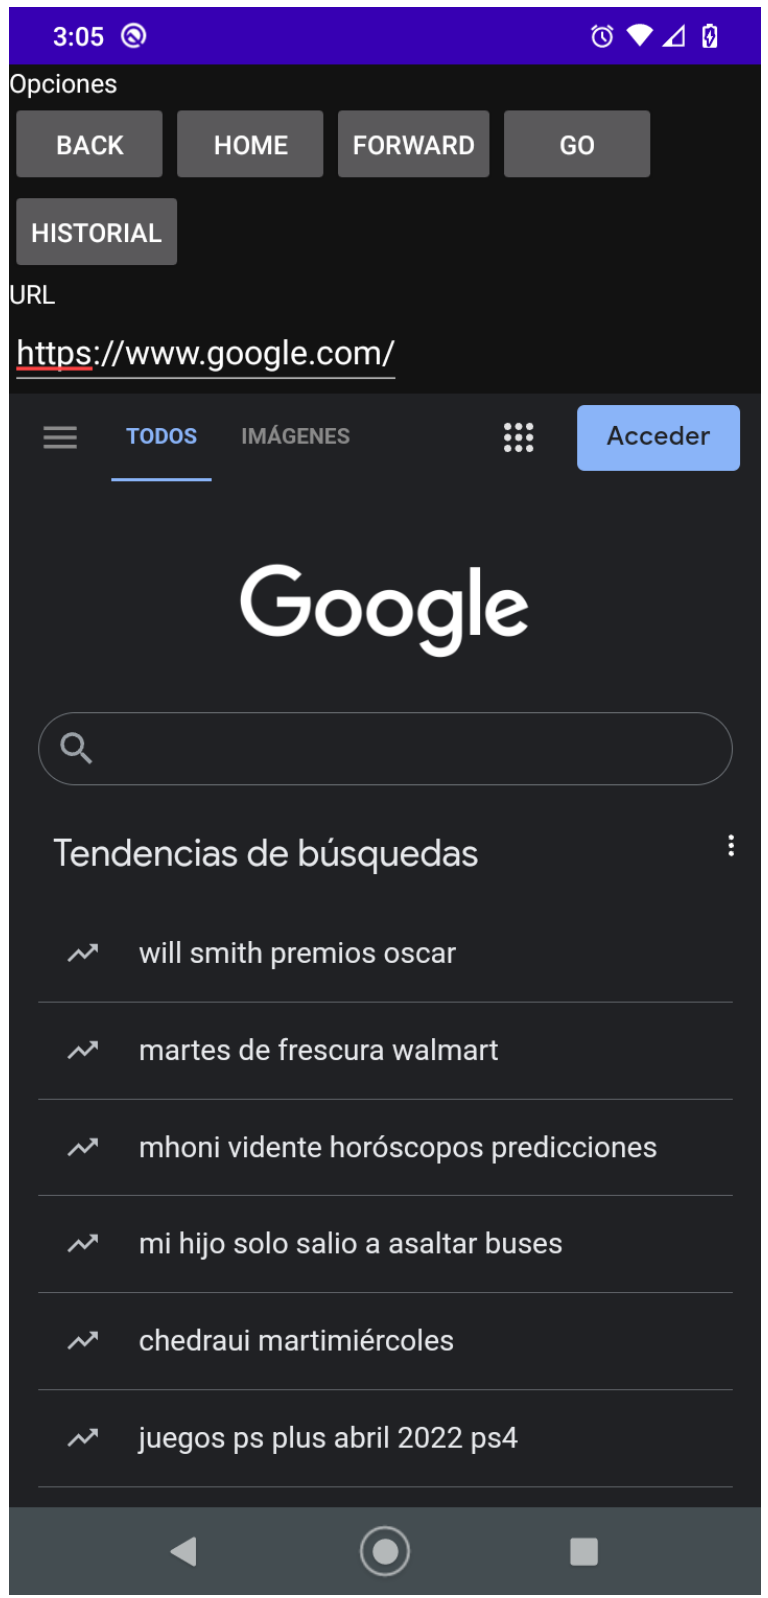 3:05
Opciones
BACK HOME FORWARD GO
HISTORIAL
URL
https://www.google.com/
TODOS IMÁGENES Acceder
Google
Tendencias de búsquedas
will smith premios oscar
martes de frescura walmart
mhoni vidente horóscopos predicciones
mi hijo solo salio a asaltar buses
chedraui martimiércoles
juegos ps plus abril 2022 ps4